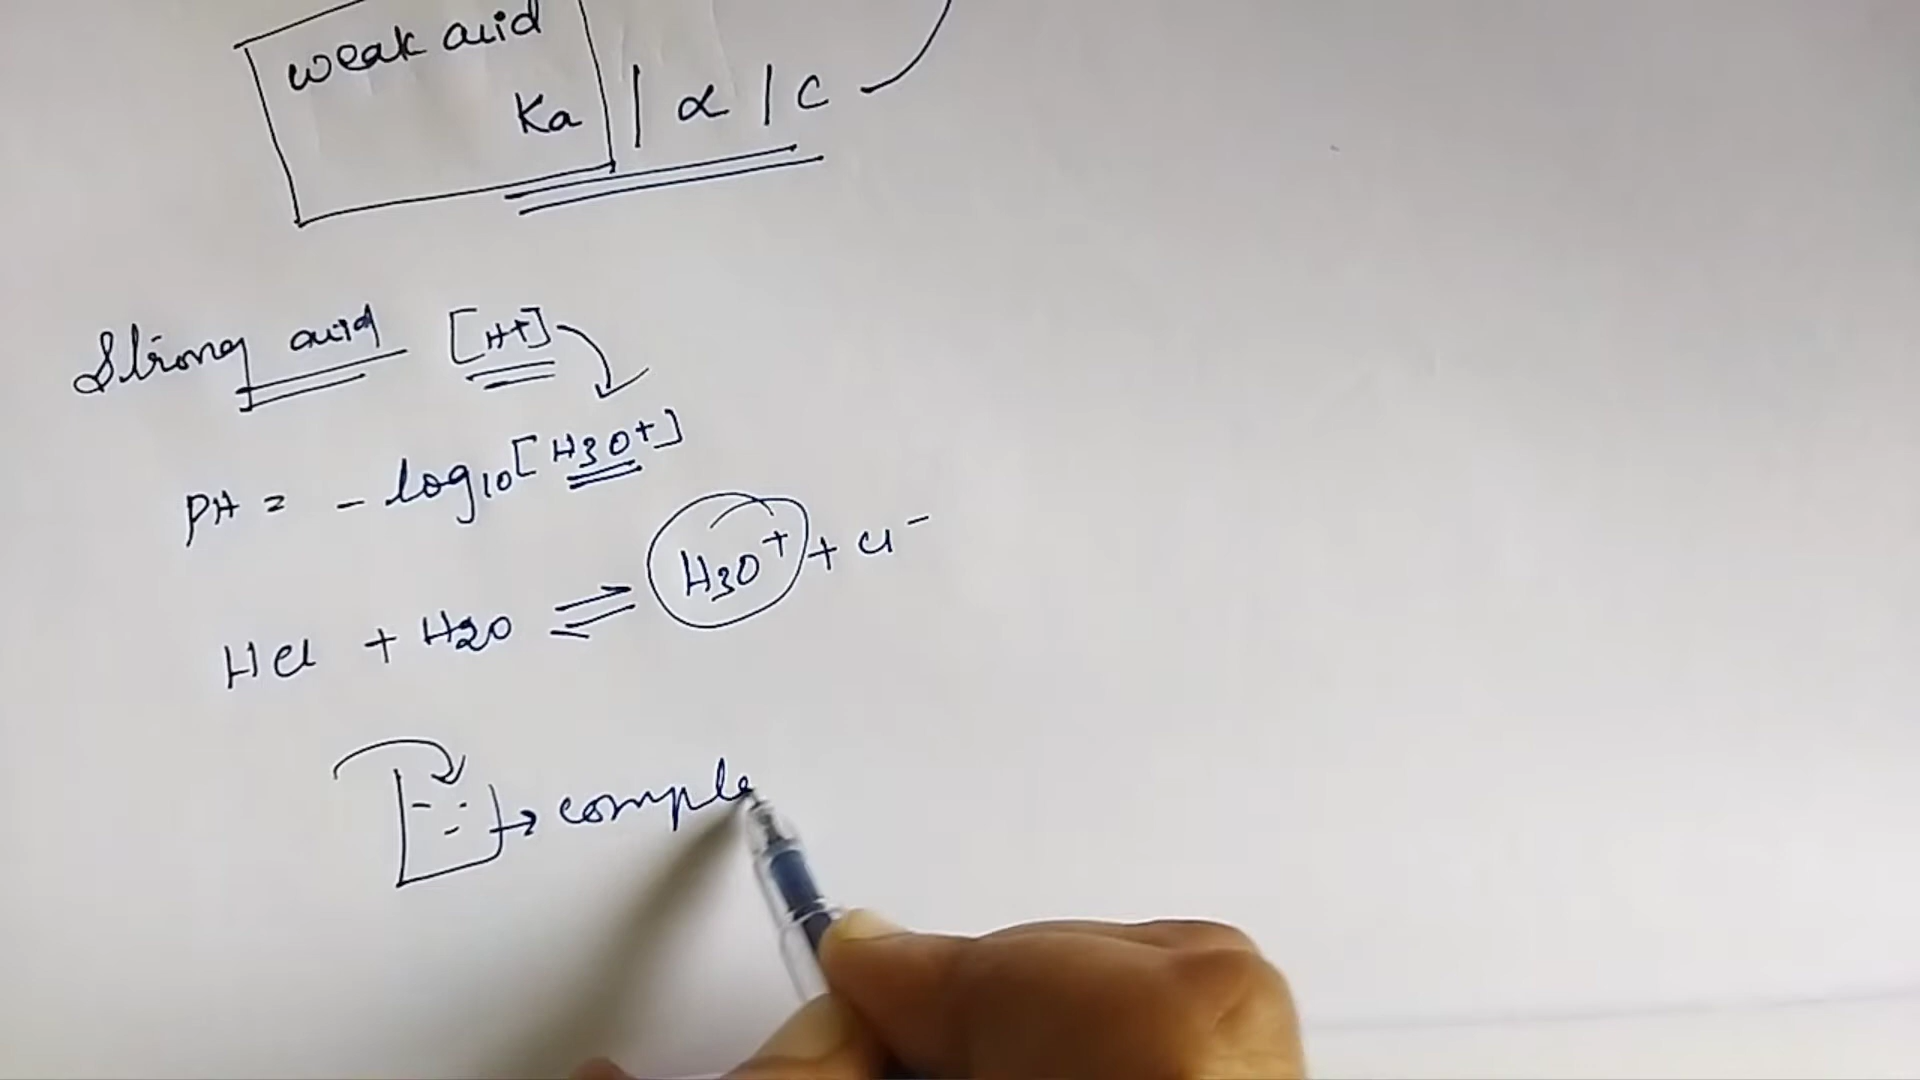 weak acid
Ka | α | C
Strong acid [H+]
PH = - log10 [H3O+]
HCl + H2O ⇌ H3O+ + Cl-
→ comple